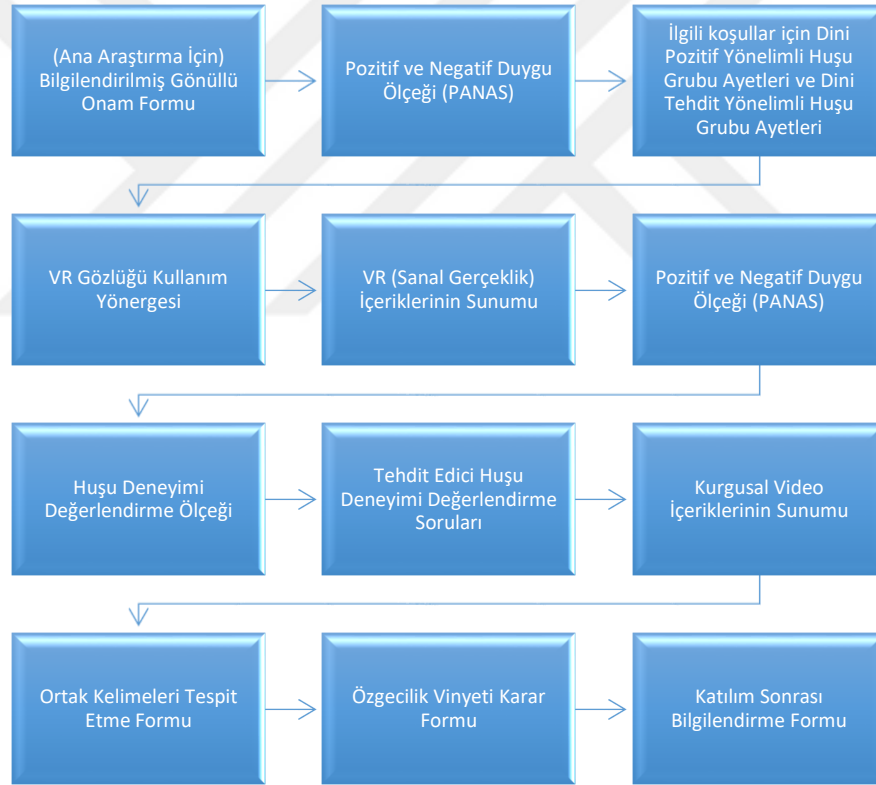 (Ana Araştırma İçin)
Bilgilendirilmiş Gönüllü
Onam Formu
Pozitif ve Negatif Duygu
Ölçeği (PANAS)
İlgili koşullar için Dini
Pozitif Yönelimli Huşu
Grubu Ayetleri ve Dini
Tehdit Yönelimli Huşu
Grubu Ayetleri
VR Gözlüğü Kullanım
Yönergesi
VR (Sanal Gerçeklik)
İçeriklerinin Sunumu
Pozitif ve Negatif Duygu
Ölçeği (PANAS)
Huşu Deneyimi
Değerlendirme Ölçeği
Tehdit Edici Huşu
Deneyimi Değerlendirme
Soruları
Kurgusal Video
İçeriklerinin Sunumu
Ortak Kelimeleri Tespit
Etme Formu
Özgecilik Vinyeti Karar
Formu
Katılım Sonrası
Bilgilendirme Formu